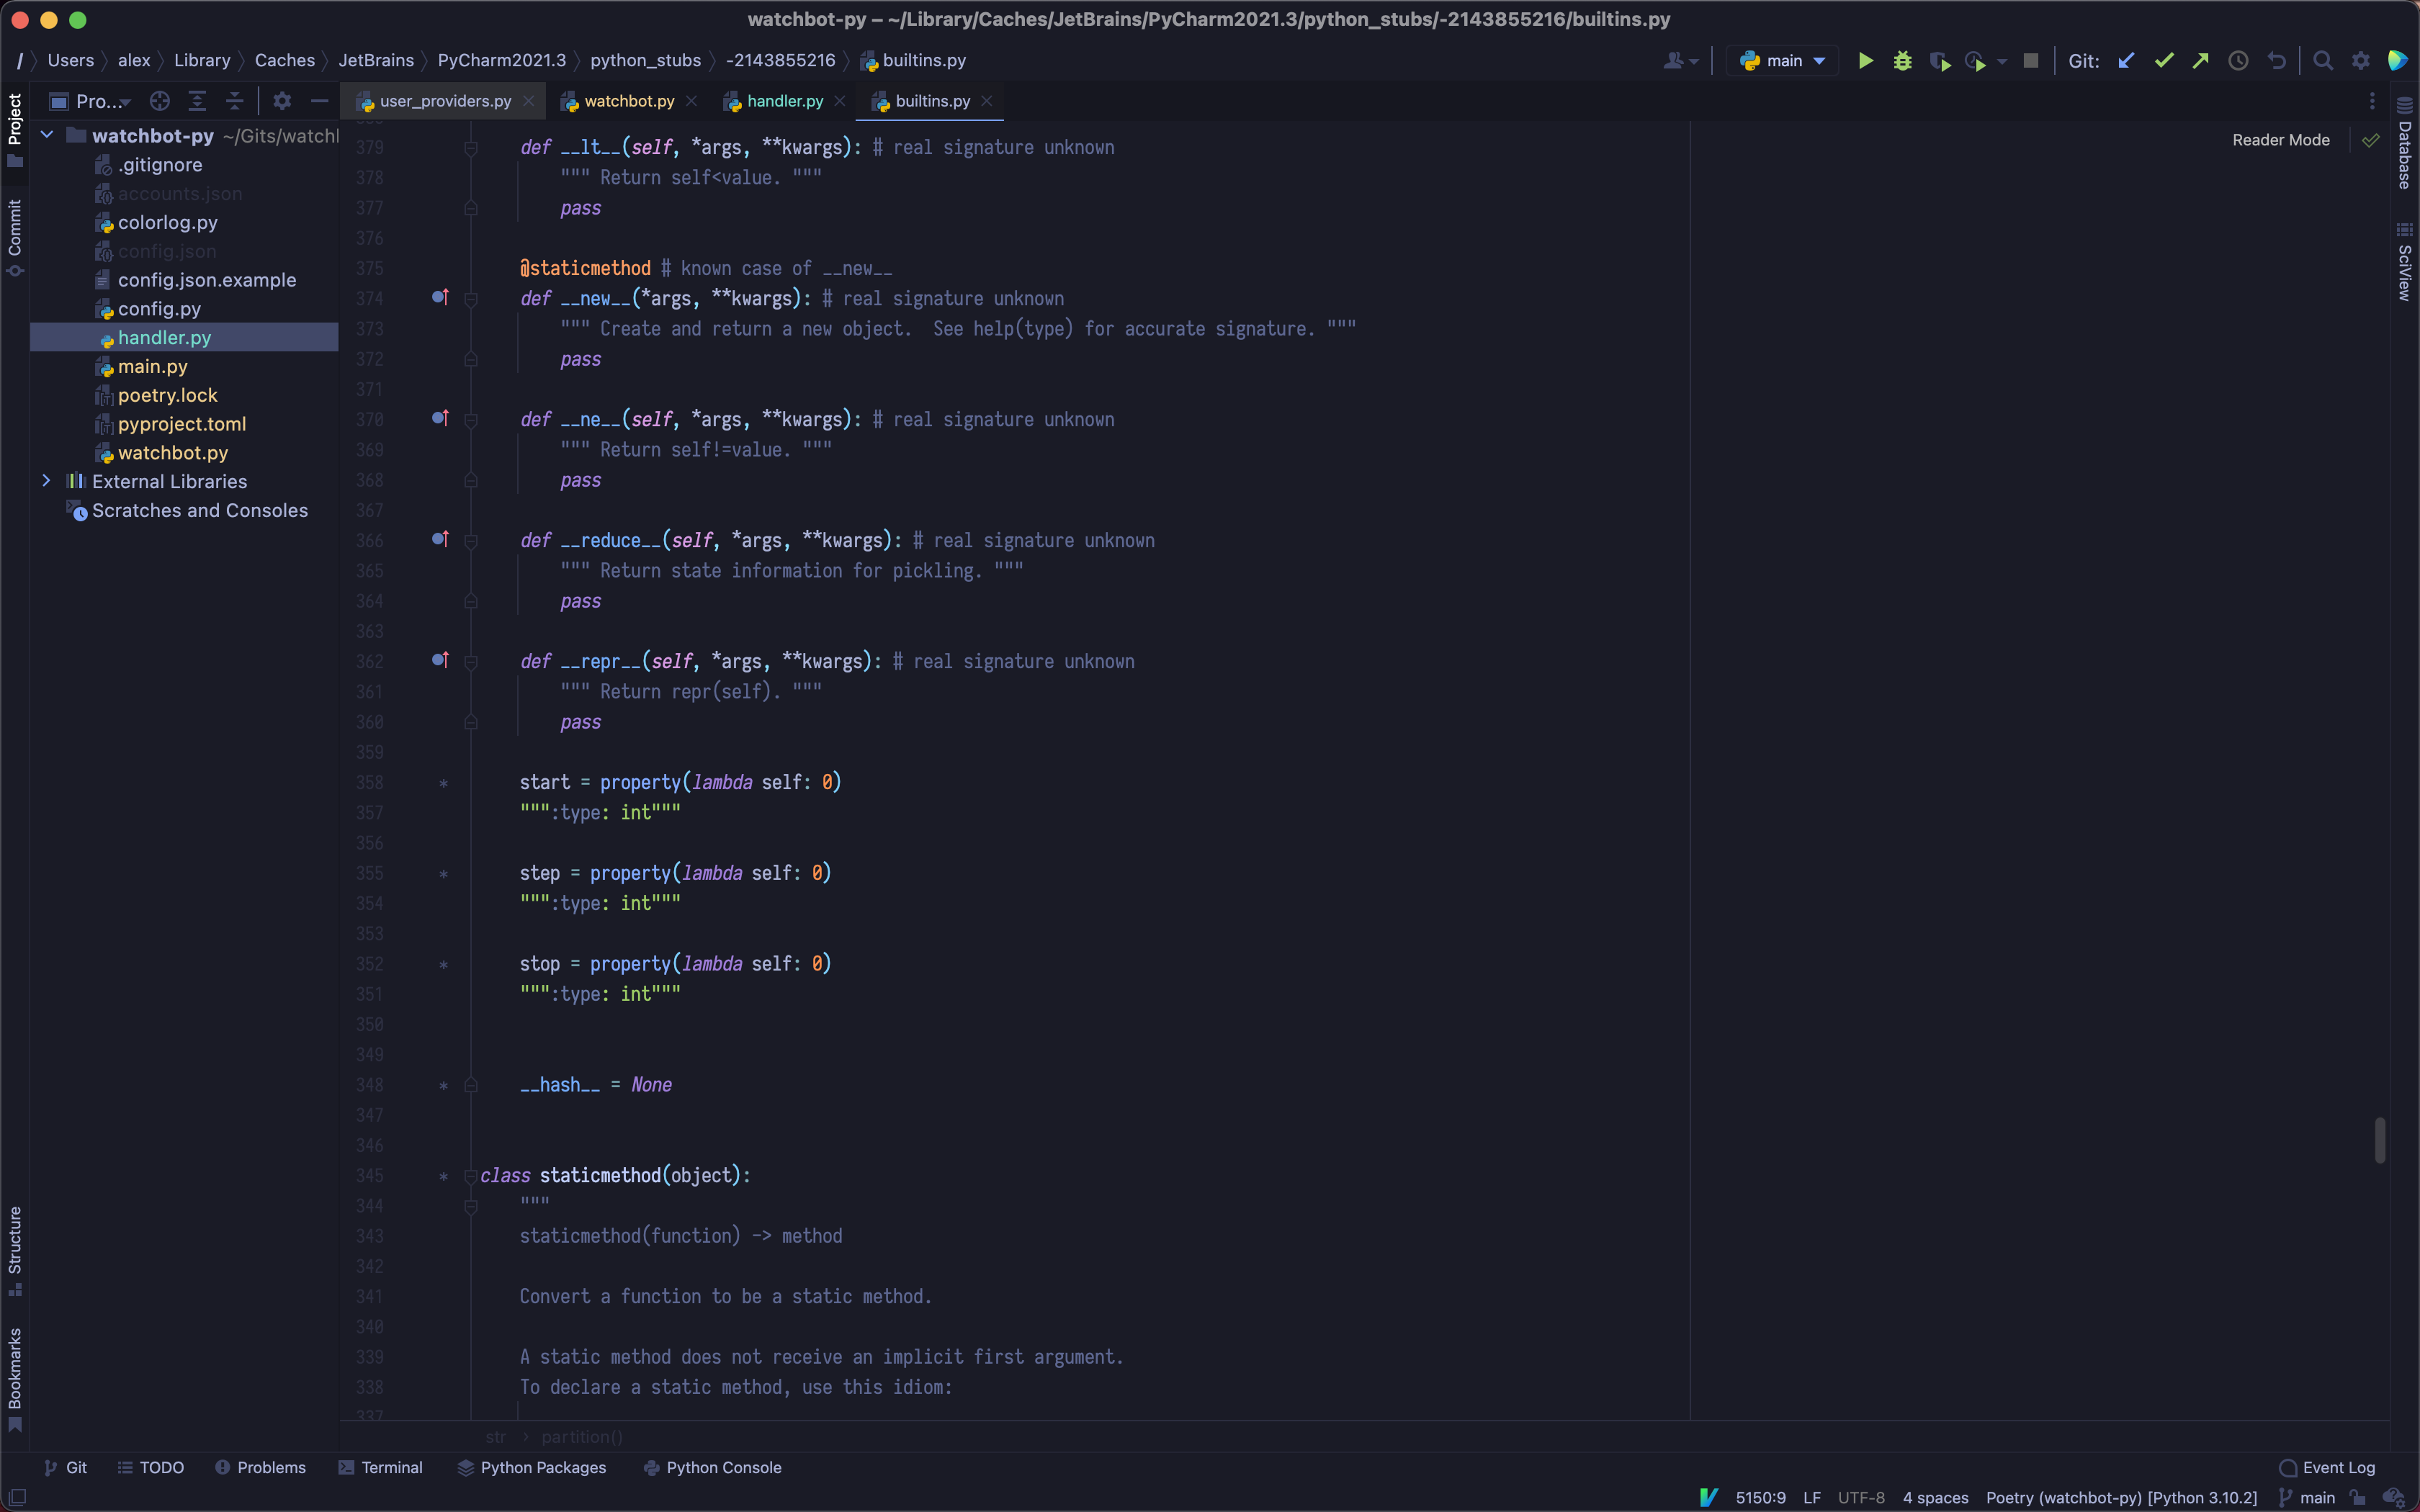 watchbot-py – ~/Library/Caches/JetBrains/PyCharm2021.3/python_stubs/-2143855216/builtins.py
/ Users alex Library Caches JetBrains PyCharm2021.3 python_stubs -2143855216 builtins.py main Git:
Project
Commit
Structure
Bookmarks
Pro...
watchbot-py ~/Gits/watchl
.gitignore
accounts.json
colorlog.py
config.json
config.json.example
config.py
handler.py
main.py
poetry.lock
pyproject.toml
watchbot.py
External Libraries
Scratches and Consoles
user_providers.py watchbot.py handler.py builtins.py
Reader Mode
379 def __lt__(self, *args, **kwargs): # real signature unknown
378 """ Return self<value. """
377 pass
376
375 @staticmethod # known case of __new__
374 def __new__(*args, **kwargs): # real signature unknown
373 """ Create and return a new object.  See help(type) for accurate signature. """
372 pass
371
370 def __ne__(self, *args, **kwargs): # real signature unknown
369 """ Return self!=value. """
368 pass
367
366 def __reduce__(self, *args, **kwargs): # real signature unknown
365 """ Return state information for pickling. """
364 pass
363
362 def __repr__(self, *args, **kwargs): # real signature unknown
361 """ Return repr(self). """
360 pass
359
358 * start = property(lambda self: 0)
357 """:type: int"""
356
355 * step = property(lambda self: 0)
354 """:type: int"""
353
352 * stop = property(lambda self: 0)
351 """:type: int"""
350
349
348 * __hash__ = None
347
346
345 * class staticmethod(object):
344 """
343 staticmethod(function) -> method
342
341 Convert a function to be a static method.
340
339 A static method does not receive an implicit first argument.
338 To declare a static method, use this idiom:
337
str > partition()
Database
SciView
Git TODO Problems Terminal Python Packages Python Console Event Log
5150:9 LF UTF-8 4 spaces Poetry (watchbot-py) [Python 3.10.2] main